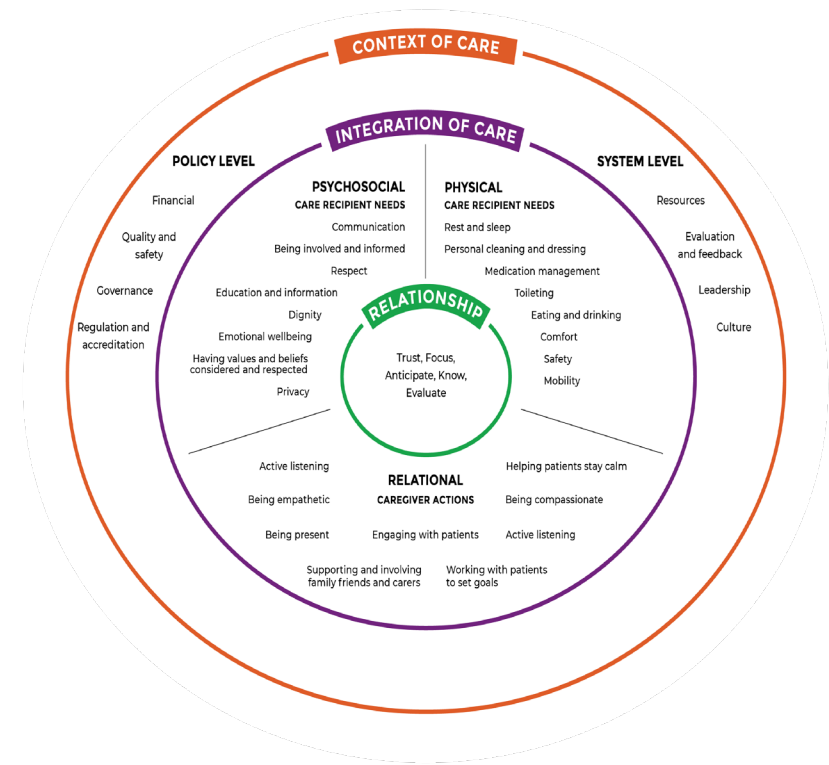 CONTEXT OF CARE
INTEGRATION OF CARE
POLICY LEVEL
Financial
Quality and
safety
Governance
Regulation and
accreditation
SYSTEM LEVEL
Resources
Evaluation
and feedback
Leadership
Culture
PSYCHOSOCIAL
CARE RECIPIENT NEEDS
Communication
Being involved and informed
Respect
Education and information
Dignity
Emotional wellbeing
Having values and beliefs
considered and respected
Privacy
PHYSICAL
CARE RECIPIENT NEEDS
Rest and sleep
Personal cleaning and dressing
Medication management
Toileting
Eating and drinking
Comfort
Safety
Mobility
RELATIONSHIP
Trust, Focus,
Anticipate, Know,
Evaluate
RELATIONAL
CAREGIVER ACTIONS
Active listening
Being empathetic
Being present
Engaging with patients
Supporting and involving
family friends and carers
Helping patients stay calm
Being compassionate
Active listening
Working with patients
to set goals